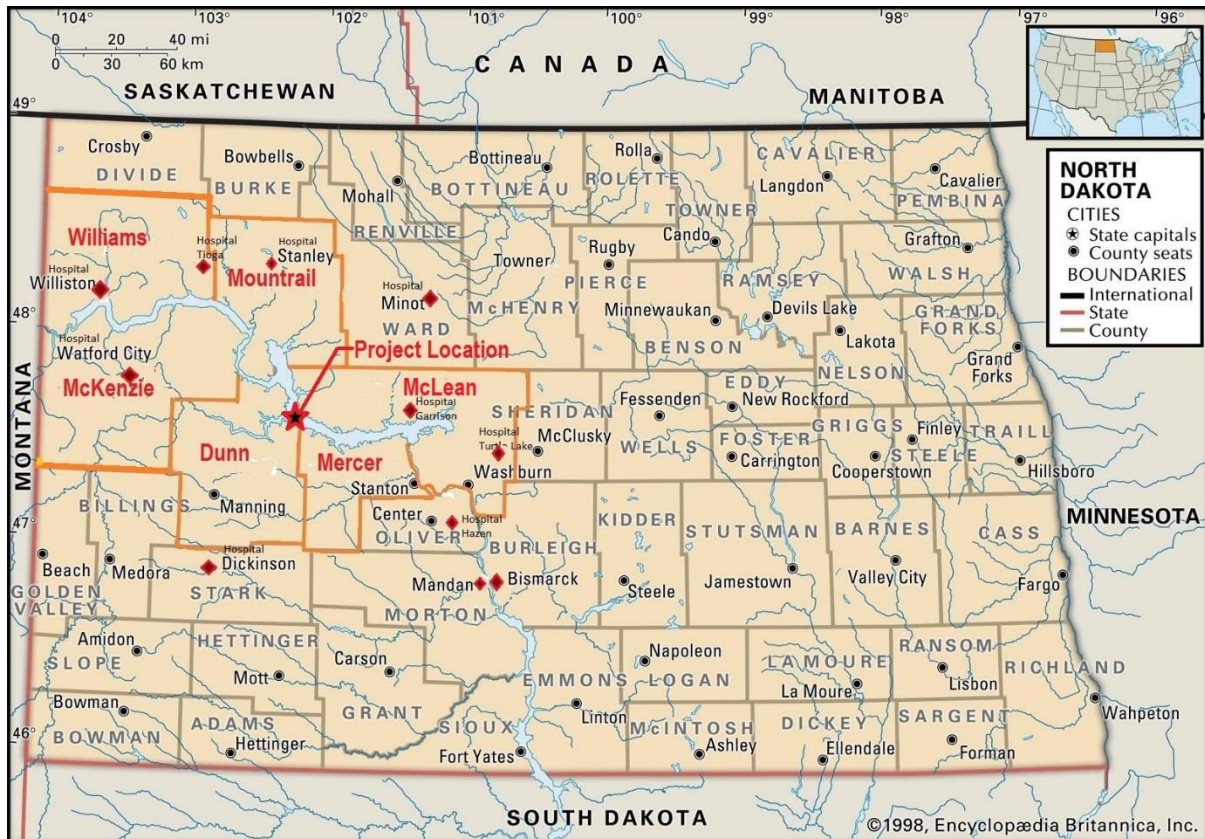 104° 103° 102° 101° 100° 99° 98° 97° 96°
0 20 40 mi
0 30 60 km
CANADA
SASKATCHEWAN
MANITOBA
49°
48°
47°
46°
MONTANA
MINNESOTA
SOUTH DAKOTA
NORTH
DAKOTA
CITIES
State capitals
County seats
BOUNDARIES
International
State
County
Crosby
DIVIDE
Bowbells
BURKE
Mohall
RENVILLE
Bottineau
BOTTINEAU
Rolla
ROLETTE
CAVALIER
Langdon
Cavalier
PEMBINA
TOWNER
Cando
Grafton
WALSH
Williams
Hospital
Tioga
Hospital
Stanley
Mountrail
Hospital
Williston
Hospital
Minot
WARD
Towner
McHENRY
Rugby
PIERCE
RAMSEY
Devils Lake
Minnewaukan
BENSON
Lakota
NELSON
GRAND
FORKS
Grand
Forks
Hospital
Watford City
McKenzie
Project Location
McLean
Hospital
Garrison
Hospital
Turtle Lake
SHERIDAN
McClusky
Washburn
Fessenden
WELLS
EDDY
New Rockford
FOSTER
Carrington
GRIGGS
Cooperstown
Finley
STEELE
TRAILL
Hillsboro
Dunn
Manning
Mercer
Stanton
Center
OLIVER
Hospital
Hazen
BILLINGS
Beach
Medora
GOLDEN
VALLEY
Hospital
Dickinson
STARK
Mandan
Bismarck
BURLEIGH
MORTON
KIDDER
Steele
STUTSMAN
Jamestown
BARNES
Valley City
CASS
Fargo
Amidon
SLOPE
HETTINGER
Mott
Carson
GRANT
Bowman
BOWMAN
ADAMS
Hettinger
SIOUX
Fort Yates
EMMONS
Linton
Napoleon
LOGAN
McINTOSH
Ashley
LA MOURE
La Moure
DICKEY
Ellendale
RANSOM
Lisbon
SARGENT
Forman
RICHLAND
Wahpeton
©1998, Encyclopædia Britannica, Inc.